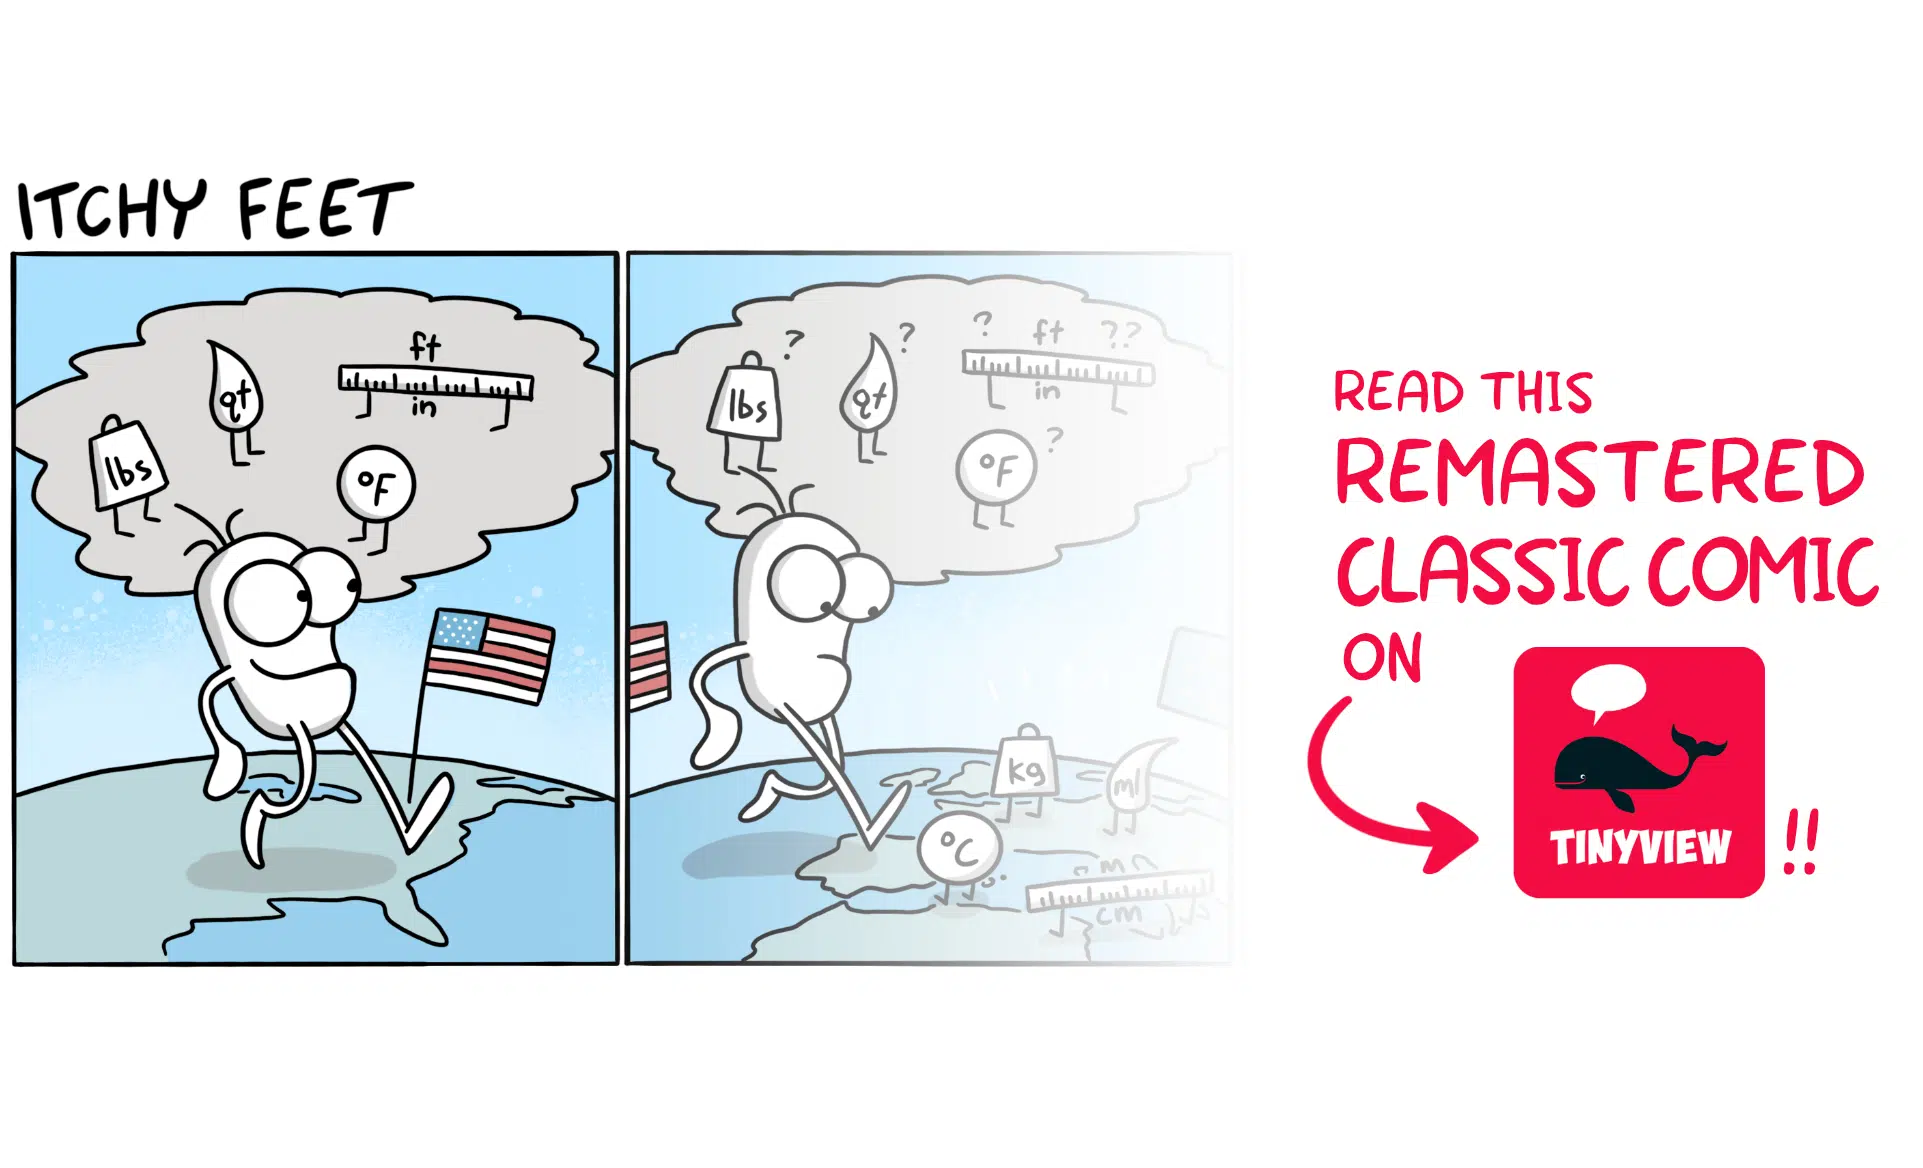 ITCHY FEET
ft
qt
in
lbs
°F
? ? ? ft ??
lbs
qt
in
°F ?
kg
ml
°C
cm
READ THIS
REMASTERED
CLASSIC COMIC
ON
TINYVIEW !!